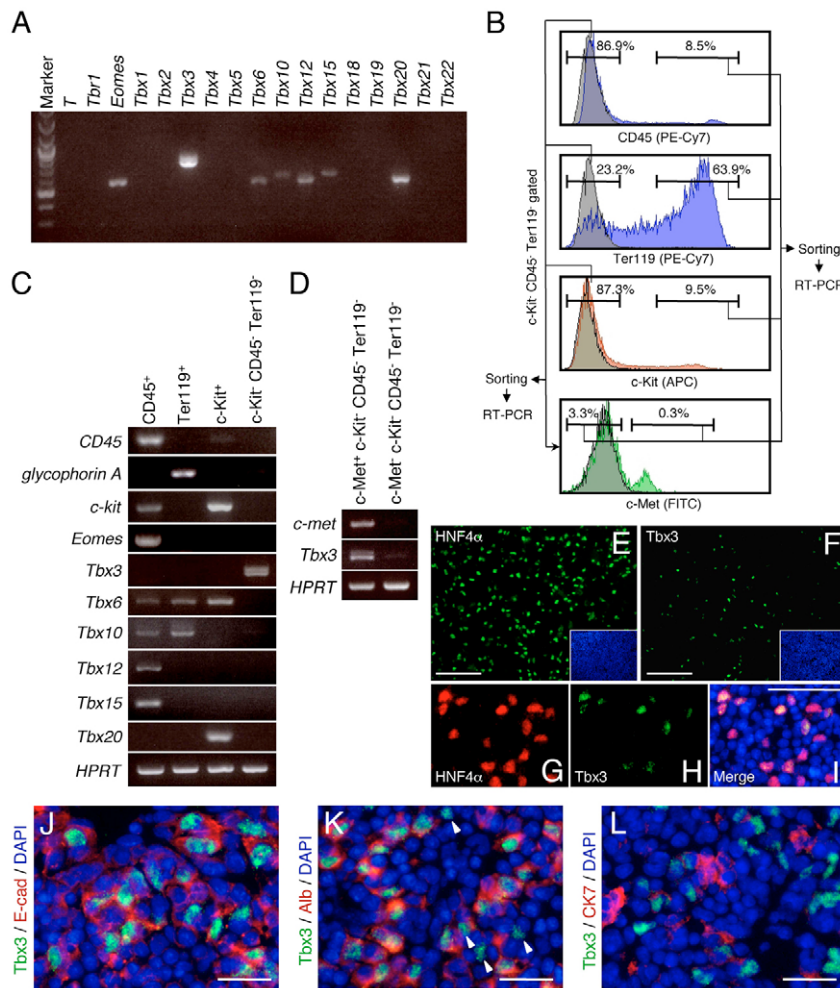 A
Marker
T
Tbr1
Eomes
Tbx1
Tbx2
Tbx3
Tbx4
Tbx5
Tbx6
Tbx10
Tbx12
Tbx15
Tbx18
Tbx19
Tbx20
Tbx21
Tbx22
B
c-Kit⁻ CD45⁻ Ter119⁻ gated
86.9% 8.5%
CD45 (PE-Cy7)
23.2% 63.9%
Ter119 (PE-Cy7)
87.3% 9.5%
c-Kit (APC)
3.3% 0.3%
c-Met (FITC)
Sorting
RT-PCR
Sorting
RT-PCR
C
CD45⁺
Ter119⁺
c-Kit⁺
c-Kit⁻ CD45⁻ Ter119⁻
CD45
glycophorin A
c-kit
Eomes
Tbx3
Tbx6
Tbx10
Tbx12
Tbx15
Tbx20
HPRT
D
c-Met⁺ c-Kit⁻ CD45⁻ Ter119⁻
c-Met⁻ c-Kit⁻ CD45⁻ Ter119⁻
c-met
Tbx3
HPRT
HNF4α E
Tbx3 F
HNF4α G
Tbx3 H
Merge I
J
Tbx3 / E-cad / DAPI
K
Tbx3 / Alb / DAPI
L
Tbx3 / CK7 / DAPI